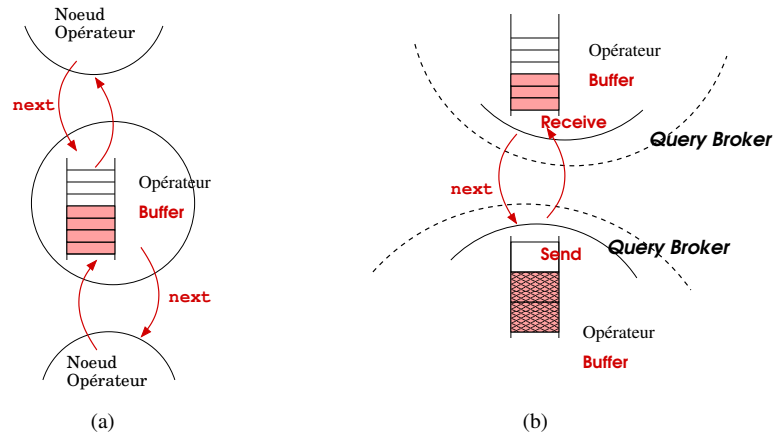 Noeud
Opérateur
next
Opérateur
Buffer
next
Noeud
Opérateur
(a)
Opérateur
Buffer
Receive
Query Broker
next
Send
Query Broker
Opérateur
Buffer
(b)